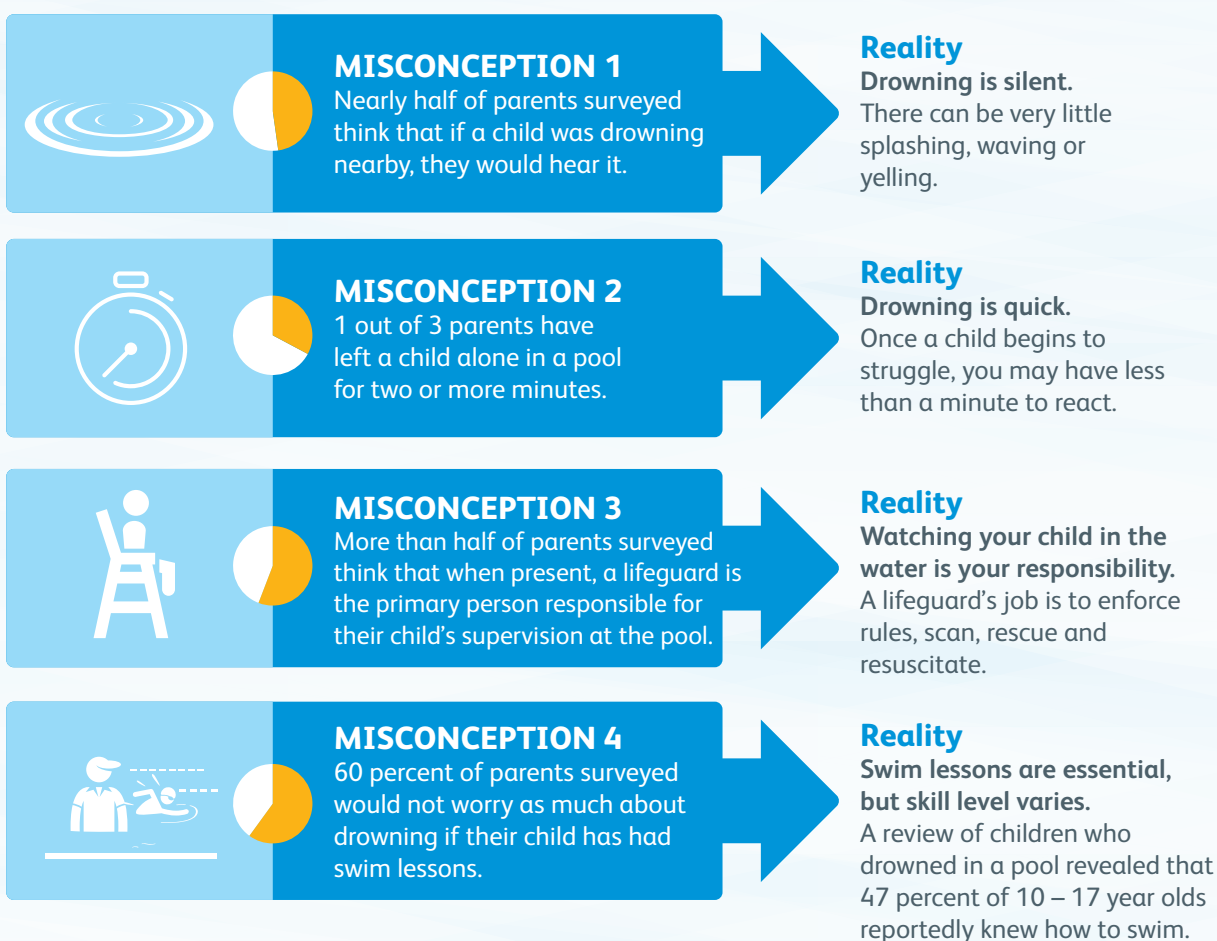 MISCONCEPTION 1
Nearly half of parents surveyed
think that if a child was drowning
nearby, they would hear it.
Reality
Drowning is silent.
There can be very little
splashing, waving or
yelling.
MISCONCEPTION 2
1 out of 3 parents have
left a child alone in a pool
for two or more minutes.
Reality
Drowning is quick.
Once a child begins to
struggle, you may have less
than a minute to react.
MISCONCEPTION 3
More than half of parents surveyed
think that when present, a lifeguard is
the primary person responsible for
their child’s supervision at the pool.
Reality
Watching your child in the
water is your responsibility.
A lifeguard’s job is to enforce
rules, scan, rescue and
resuscitate.
MISCONCEPTION 4
60 percent of parents surveyed
would not worry as much about
drowning if their child has had
swim lessons.
Reality
Swim lessons are essential,
but skill level varies.
A review of children who
drowned in a pool revealed that
47 percent of 10 – 17 year olds
reportedly knew how to swim.